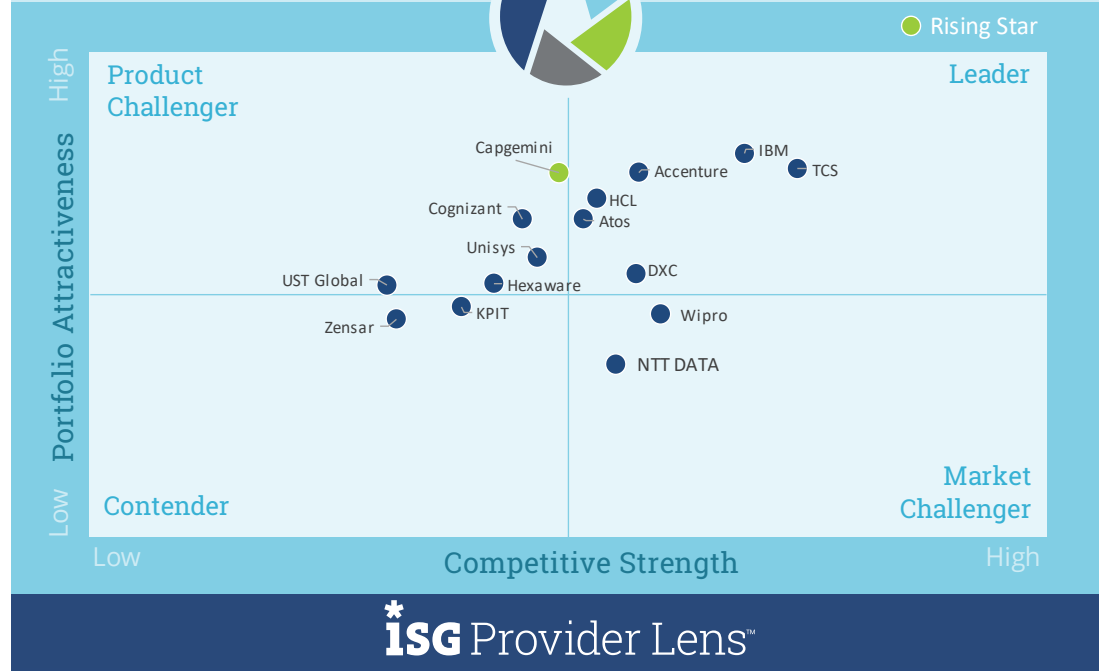 Rising Star
High
Product
Challenger
Leader
Portfolio Attractiveness
Capgemini
IBM
Accenture
TCS
HCL
Cognizant
Atos
Unisys
DXC
UST Global
Hexaware
KPIT
Wipro
Zensar
NTT DATA
Low
Contender
Market
Challenger
Low
Competitive Strength
High
ISG Provider Lens™